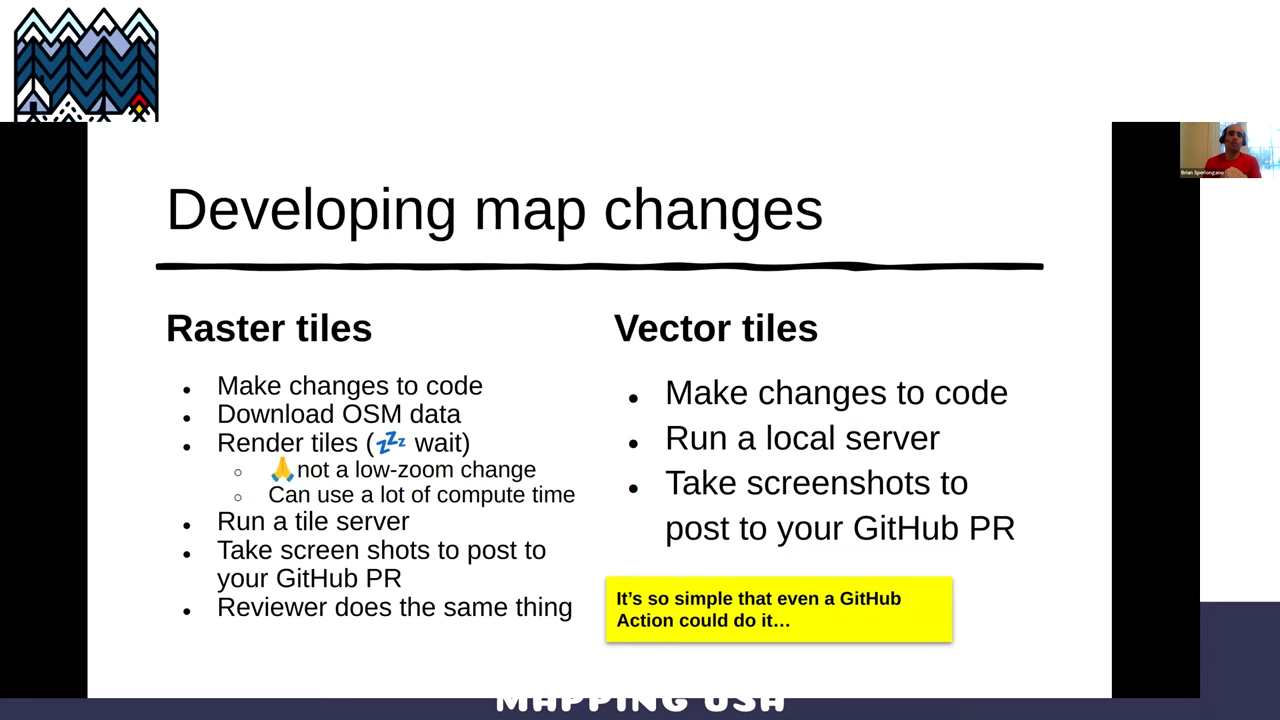 Developing map changes
Raster tiles
Make changes to code
Download OSM data
Render tiles (💤 wait)
🙏not a low-zoom change
Can use a lot of compute time
Run a tile server
Take screen shots to post to
your GitHub PR
Reviewer does the same thing
Vector tiles
Make changes to code
Run a local server
Take screenshots to
post to your GitHub PR
It's so simple that even a GitHub
Action could do it…
Brian Sperlongano
MAPPING USA